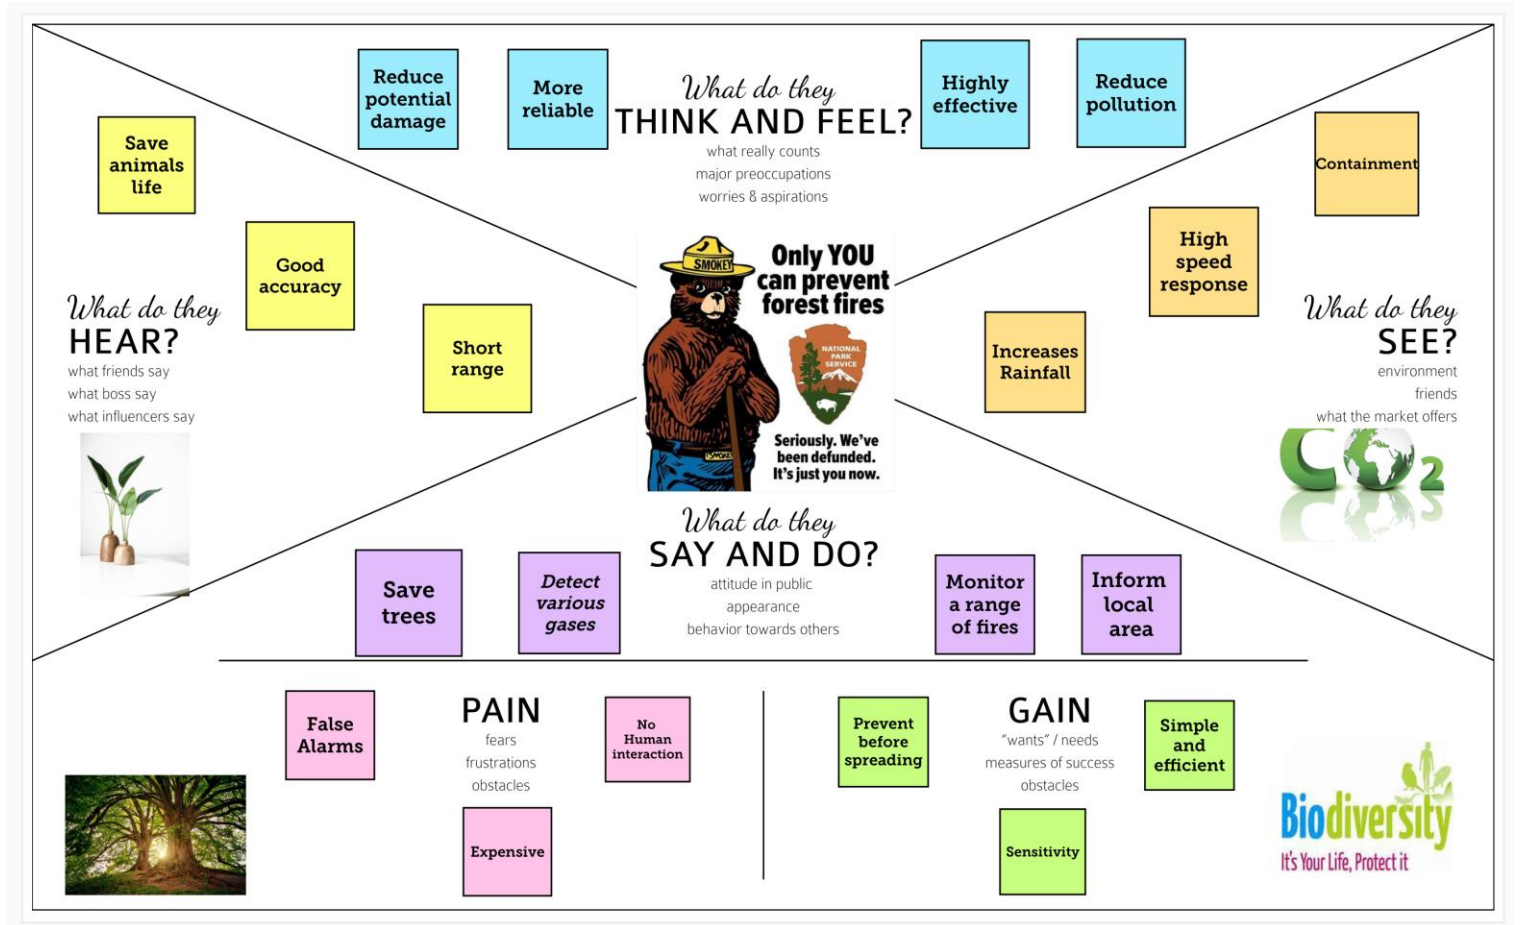 What do they
THINK AND FEEL?
what really counts
major preoccupations
worries & aspirations
Reduce
potential
damage
More
reliable
Highly
effective
Reduce
pollution
What do they
HEAR?
what friends say
what boss say
what influencers say
Save
animals
life
Good
accuracy
Short
range
SMOKEY
Only YOU
can prevent
forest fires
NATIONAL
PARK
SERVICE
SMOKEY
Seriously. We've
been defunded.
It's just you now.
What do they
SEE?
environment
friends
what the market offers
Containment
High
speed
response
Increases
Rainfall
CO2
What do they
SAY AND DO?
attitude in public
appearance
behavior towards others
Save
trees
Detect
various
gases
Monitor
a range
of fires
Inform
local
area
PAIN
fears
frustrations
obstacles
False
Alarms
No
Human
interaction
Expensive
GAIN
"wants" / needs
measures of success
obstacles
Prevent
before
spreading
Simple
and
efficient
Sensitivity
Biodiversity
It's Your Life, Protect it